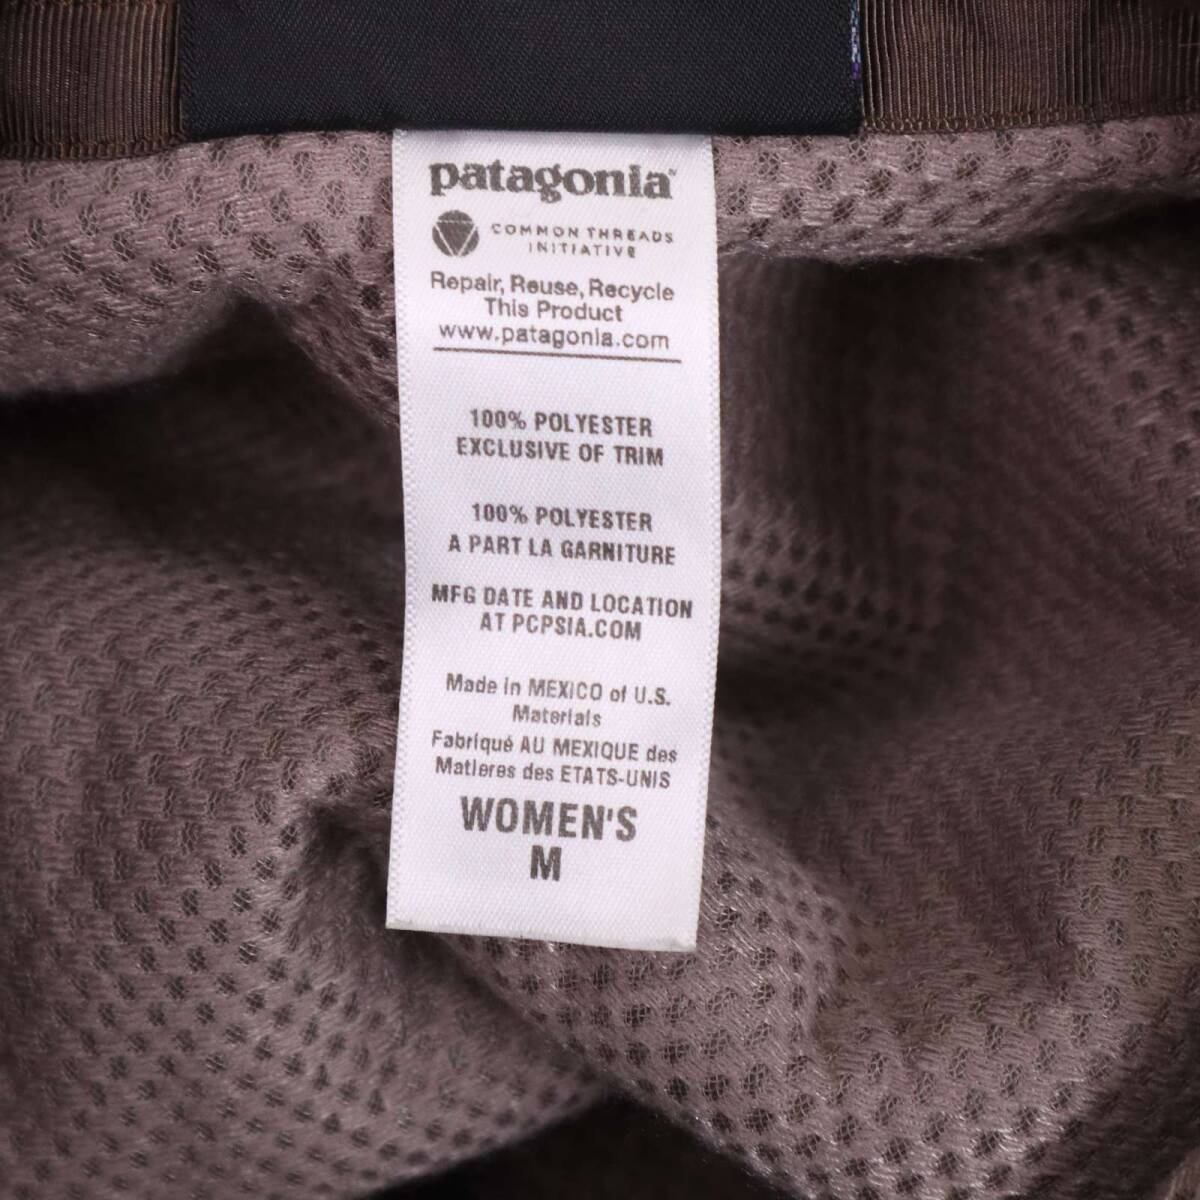 patagonia®
COMMON THREADS
INITIATIVE
Repair, Reuse, Recycle
This Product
www.patagonia.com
100% POLYESTER
EXCLUSIVE OF TRIM
100% POLYESTER
A PART LA GARNITURE
MFG DATE AND LOCATION
AT PCPSIA.COM
Made in MEXICO of U.S.
Materials
Fabriqué AU MEXIQUE des
Matieres des ETATS-UNIS
WOMEN'S
M